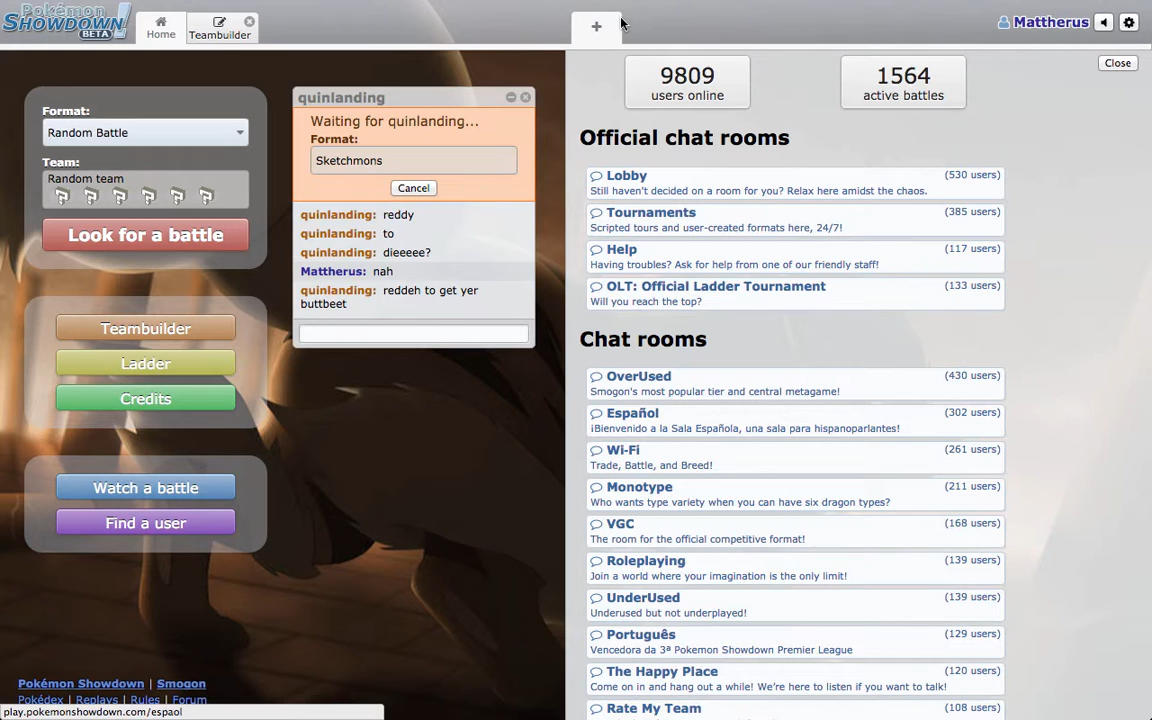 Pokémon
SHOWDOWN!
BETA
Home
Teambuilder
+
Mattherus
Format:
Random Battle
Team:
Random team
Look for a battle
Teambuilder
Ladder
Credits
Watch a battle
Find a user
Pokémon Showdown | Smogon
Pokédex | Replays | Rules | Forum
play.pokemonshowdown.com/espaol
quinlanding
Waiting for quinlanding...
Format:
Sketchmons
Cancel
quinlanding: reddy
quinlanding: to
quinlanding: dieeeee?
Mattherus: nah
quinlanding: reddeh to get yer
buttbeet
Close
9809
users online
1564
active battles
Official chat rooms
Lobby (530 users)
Still haven't decided on a room for you? Relax here amidst the chaos.
Tournaments (385 users)
Scripted tours and user-created formats here, 24/7!
Help (117 users)
Having troubles? Ask for help from one of our friendly staff!
OLT: Official Ladder Tournament (133 users)
Will you reach the top?
Chat rooms
OverUsed (430 users)
Smogon's most popular tier and central metagame!
Español (302 users)
¡Bienvenido a la Sala Española, una sala para hispanoparlantes!
Wi-Fi (261 users)
Trade, Battle, and Breed!
Monotype (211 users)
Who wants type variety when you can have six dragon types?
VGC (168 users)
The room for the official competitive format!
Roleplaying (139 users)
Join a world where your imagination is the only limit!
UnderUsed (139 users)
Underused but not underplayed!
Português (129 users)
Vencedora da 3ª Pokemon Showdown Premier League
The Happy Place (120 users)
Come on in and hang out a while! We're here to listen if you want to talk!
Rate My Team (108 users)